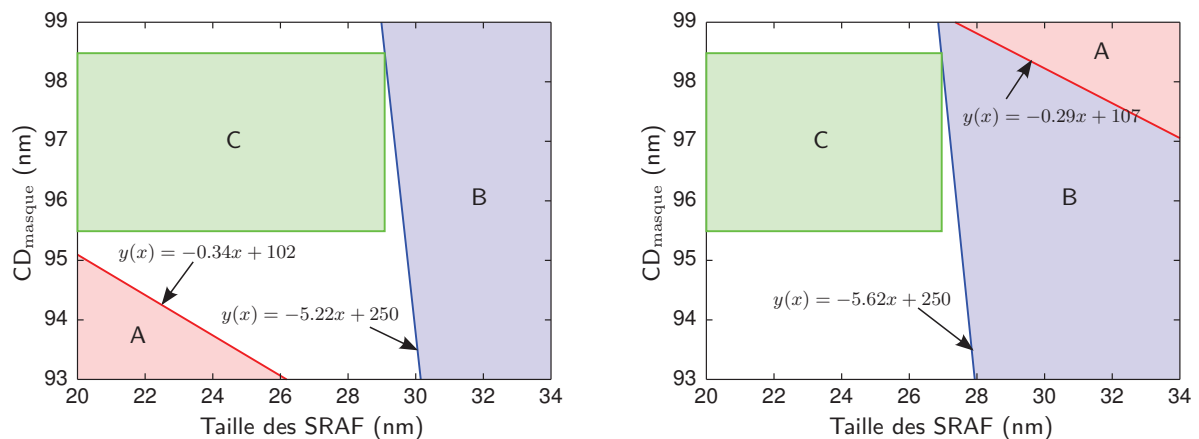 99
98
97
96
95
94
93
CD_masque (nm)
C
B
A
y(x) = −0.34x + 102
y(x) = −5.22x + 250
20 22 24 26 28 30 32 34
Taille des SRAF (nm)
99
98
97
96
95
94
93
CD_masque (nm)
A
y(x) = −0.29x + 107
C
B
y(x) = −5.62x + 250
20 22 24 26 28 30 32 34
Taille des SRAF (nm)